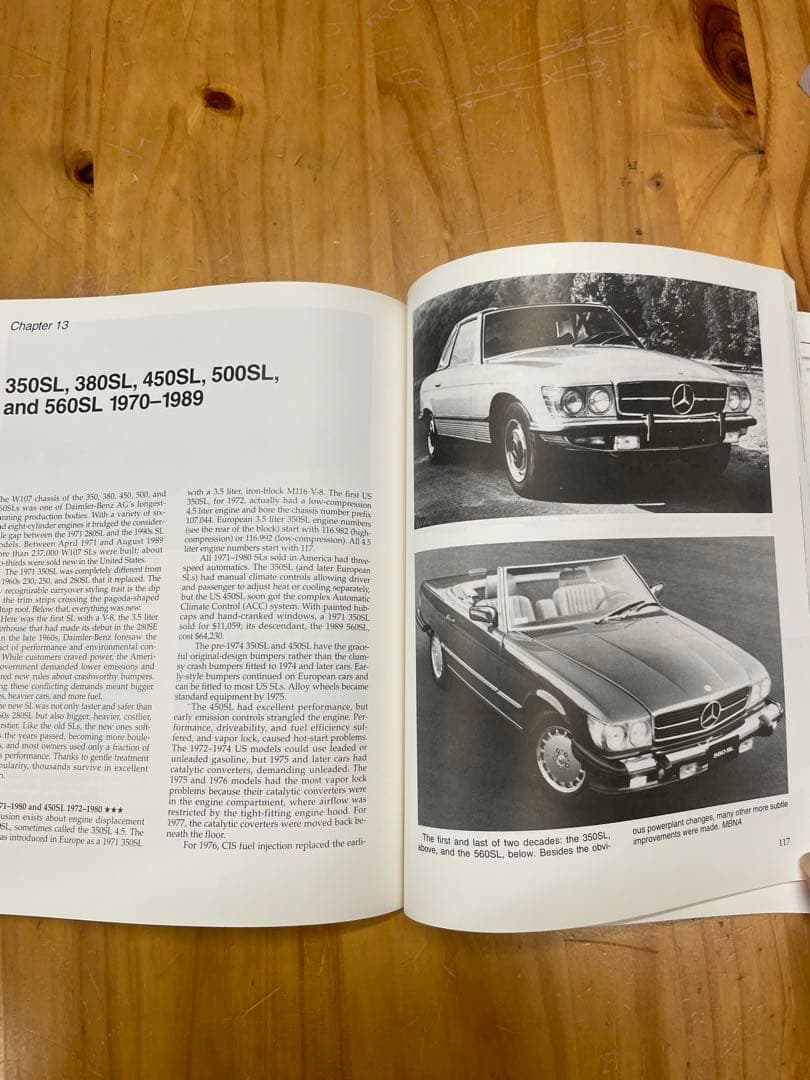 Chapter 13
350SL, 380SL, 450SL, 500SL,
and 560SL 1970–1989
The W107 chassis of the 350, 380, 450, 500, and
560SLs was one of Daimler-Benz AG's longest-
running production bodies. With a variety of six-
and eight-cylinder engines it bridged the consider-
gap between the 1971 280SL and the 1990s SL
models. Between April 1971 and August 1989
more than 237,000 W107 SLs were built; about
two-thirds were sold new in the United States.
The 1971 350SL was completely different from
1960s 230, 250, and 280SL that it replaced. The
recognizable carryover styling trait is the dip
the trim strips crossing the pagoda-shaped
top roof. Below that, everything was new.
Here was the first SL with a V-8, the 3.5 liter
that had made its debut in the 280SE
in the late 1960s, Daimler-Benz foresaw the
of performance and environmental con-
While customers craved power, the Ameri-
government demanded lower emissions and
new rules about crashworthy bumpers.
these conflicting demands meant bigger
heavier cars, and more fuel.
new SL was not only faster and safer than
280SL but also bigger, heavier, costlier,
Like the old SLs, the new ones soft-
the years passed, becoming more boule-
and most owners used only a fraction of
performance. Thanks to gentle treatment
thousands survive in excellent
71–1980 and 450SL 1972–1980 ★★★
exists about engine displacement
sometimes called the 350SL 4.5. The
was introduced in Europe as a 1971 350SL
with a 3.5 liter, iron-block M116 V-8. The first US
350SL, for 1972, actually had a low-compression
4.5 liter engine and bore the chassis number prefix
107.044. European 3.5 liter 350SL engine numbers
(see the rear of the block) start with 116.982 (high-
compression) or 116.992 (low-compression). All 4.5
liter engine numbers start with 117.
All 1971–1980 SLs sold in America had three-
speed automatics. The 350SL (and later European
SLs) had manual climate controls allowing driver
and passenger to adjust heat or cooling separately,
but the US 450SL soon got the complex Automatic
Climate Control (ACC) system. With painted hub-
caps and hand-cranked windows, a 1971 350SL
sold for $11,059; its descendant, the 1989 560SL,
cost $64,230.
The pre-1974 350SL and 450SL have the grace-
ful original-design bumpers rather than the clum-
sy crash bumpers fitted to 1974 and later cars. Ear-
ly-style bumpers continued on European cars and
can be fitted to most US SLs. Alloy wheels became
standard equipment by 1975.
The 450SL had excellent performance, but
early emission controls strangled the engine. Per-
formance, driveability, and fuel efficiency suf-
fered, and vapor lock, caused hot-start problems.
The 1972–1974 US models could use leaded or
unleaded gasoline, but 1975 and later cars had
catalytic converters, demanding unleaded. The
1975 and 1976 models had the most vapor lock
problems because their catalytic converters were
in the engine compartment, where airflow was
restricted by the tight-fitting engine hood. For
1977, the catalytic coverters were moved back be-
neath the floor.
For 1976, CIS fuel injection replaced the earli-
560 SL
The first and last of two decades: the 350SL,
above, and the 560SL, below. Besides the obvi-
ous powerplant changes, many other more subtle
improvements were made. MBNA
117